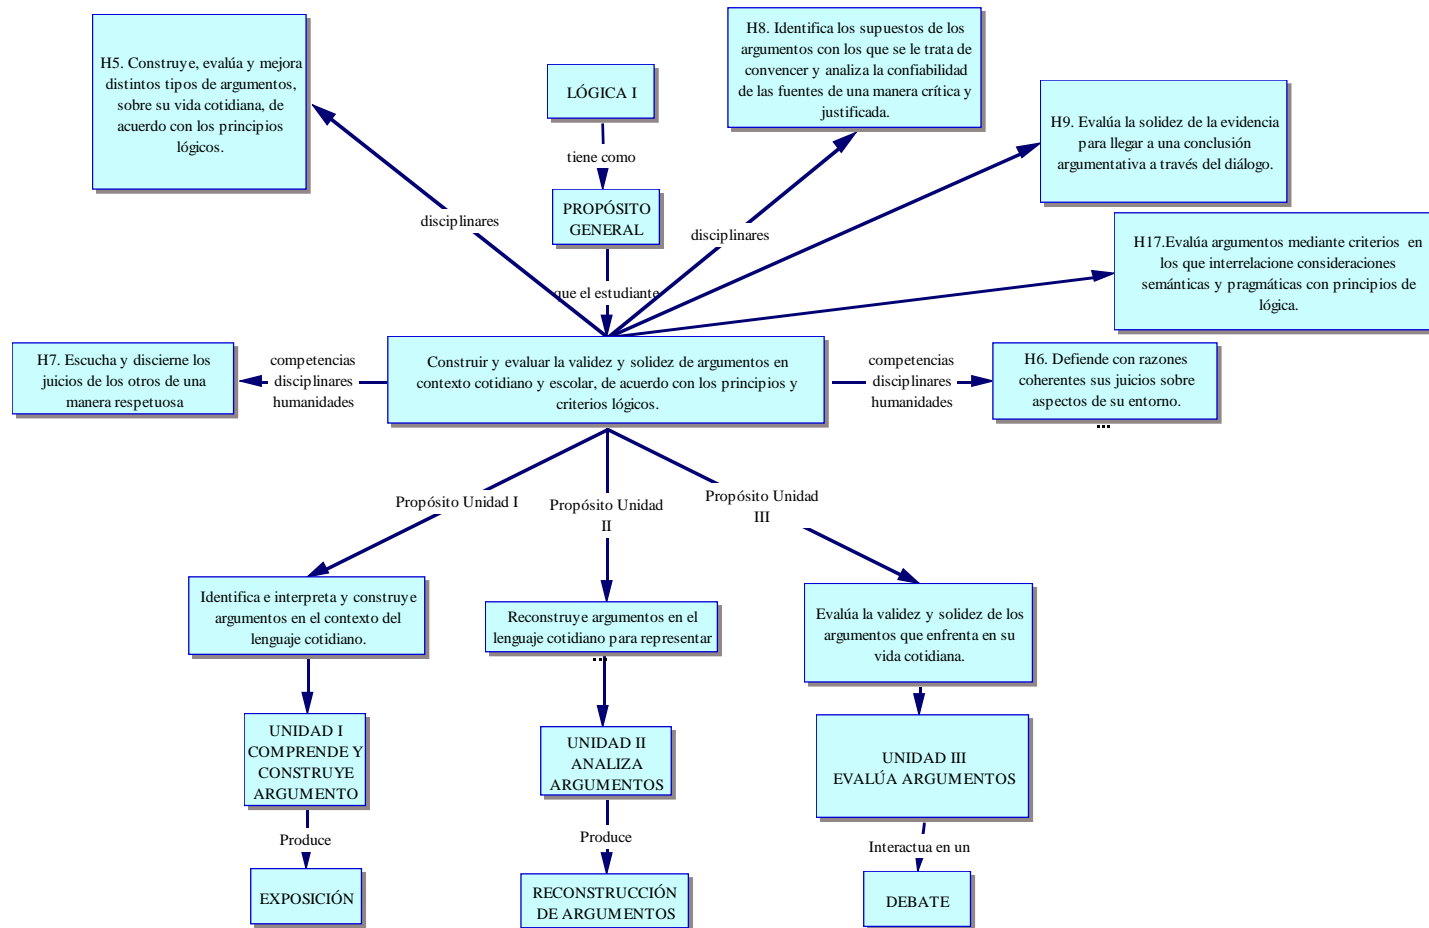 H5. Construye, evalúa y mejora
distintos tipos de argumentos,
sobre su vida cotidiana, de
acuerdo con los principios
lógicos.
LÓGICA I
H8. Identifica los supuestos de los
argumentos con los que se le trata de
convencer y analiza la confiabilidad
de las fuentes de una manera crítica y
justificada.
H9. Evalúa la solidez de la evidencia
para llegar a una conclusión
argumentativa a través del diálogo.
tiene como
PROPÓSITO
GENERAL
disciplinares
disciplinares
H17.Evalúa argumentos mediante criterios en
los que interrelacione consideraciones
semánticas y pragmáticas con principios de
lógica.
que el estudiante
H7. Escucha y discierne los
juicios de los otros de una
manera respetuosa
competencias
disciplinares
humanidades
Construir y evaluar la validez y solidez de argumentos en
contexto cotidiano y escolar, de acuerdo con los principios y
criterios lógicos.
competencias
disciplinares
humanidades
H6. Defiende con razones
coherentes sus juicios sobre
aspectos de su entorno.
...
Propósito Unidad I
Propósito Unidad
II
Propósito Unidad
III
Identifica e interpreta y construye
argumentos en el contexto del
lenguaje cotidiano.
Reconstruye argumentos en el
lenguaje cotidiano para representar
...
Evalúa la validez y solidez de los
argumentos que enfrenta en su
vida cotidiana.
UNIDAD I
COMPRENDE Y
CONSTRUYE
ARGUMENTO
UNIDAD II
ANALIZA
ARGUMENTOS
UNIDAD III
EVALÚA ARGUMENTOS
Produce
Produce
Interactua en un
EXPOSICIÓN
RECONSTRUCCIÓN
DE ARGUMENTOS
DEBATE